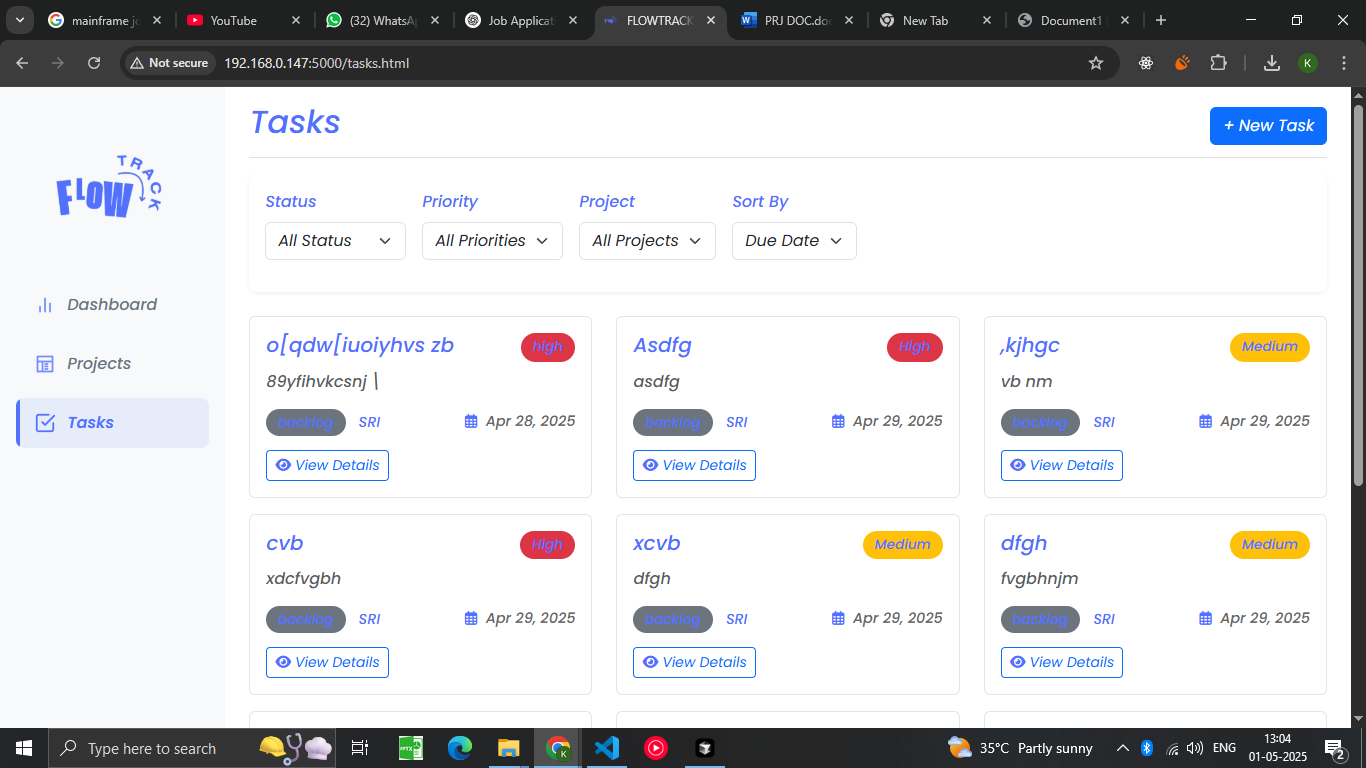 mainframe jo
YouTube
(32) WhatsAp
Job Applicat
FLOWTRACK
PRJ DOC.do
New Tab
Document1
Not secure
192.168.0.147:5000/tasks.html
K
FLOW TRACK
Dashboard
Projects
Tasks
Tasks
+ New Task
Status Priority Project Sort By
All Status All Priorities All Projects Due Date
o[qdw[iuoiyhvs zb high
89yfihvkcsnj \
backlog SRI Apr 28, 2025
View Details
Asdfg High
asdfg
backlog SRI Apr 29, 2025
View Details
,kjhgc Medium
vb nm
backlog SRI Apr 29, 2025
View Details
cvb High
xdcfvgbh
backlog SRI Apr 29, 2025
View Details
xcvb Medium
dfgh
backlog SRI Apr 29, 2025
View Details
dfgh Medium
fvgbhnjm
backlog SRI Apr 29, 2025
View Details
Type here to search
PPTX
K
35°C Partly sunny
ENG
13:04
01-05-2025
2